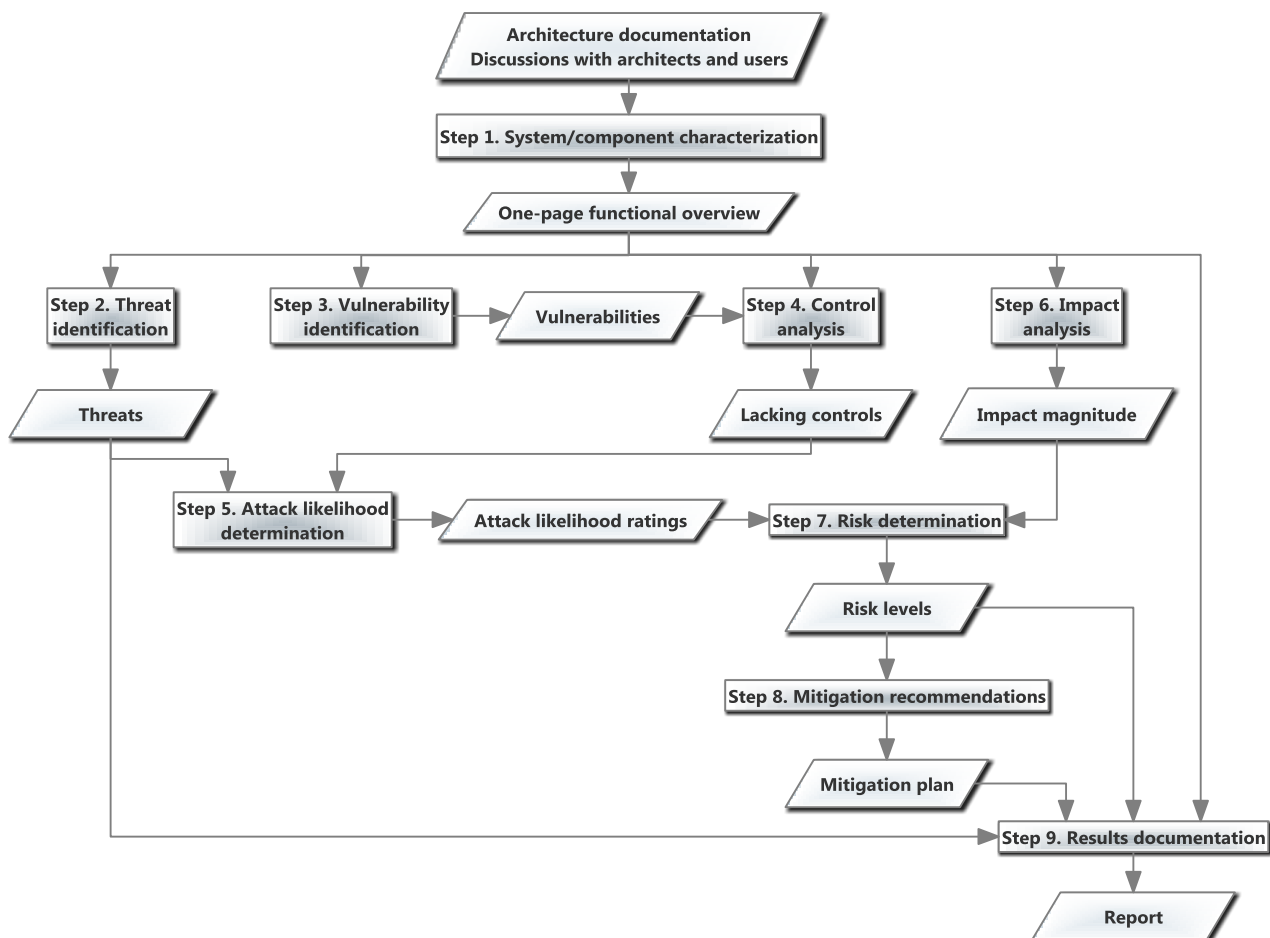 Architecture documentation
Discussions with architects and users
Step 1. System/component characterization
One-page functional overview
Step 2. Threat
identification
Step 3. Vulnerability
identification
Vulnerabilities
Step 4. Control
analysis
Step 6. Impact
analysis
Threats
Lacking controls
Impact magnitude
Step 5. Attack likelihood
determination
Attack likelihood ratings
Step 7. Risk determination
Risk levels
Step 8. Mitigation recommendations
Mitigation plan
Step 9. Results documentation
Report